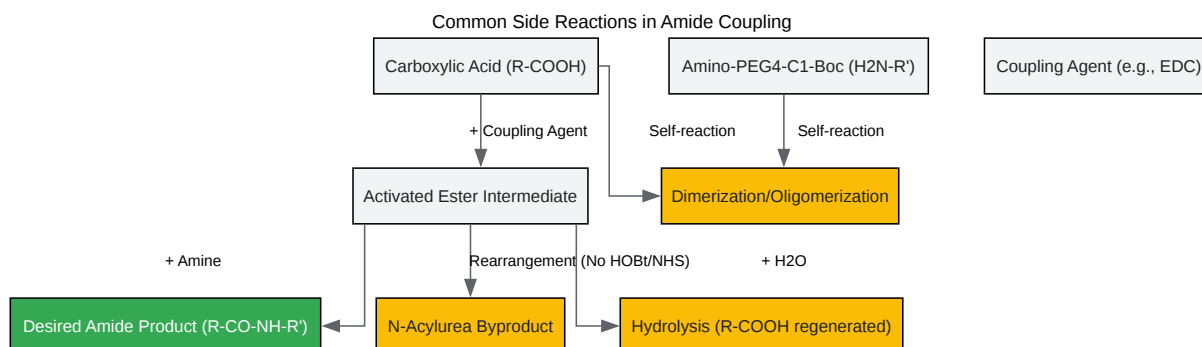 Common Side Reactions in Amide Coupling
Carboxylic Acid (R-COOH)
Amino-PEG4-C1-Boc (H2N-R')
Coupling Agent (e.g., EDC)
+ Coupling Agent
Self-reaction
Self-reaction
Activated Ester Intermediate
Dimerization/Oligomerization
+ Amine
Rearrangement (No HOBt/NHS)
+ H2O
Desired Amide Product (R-CO-NH-R')
N-Acylurea Byproduct
Hydrolysis (R-COOH regenerated)